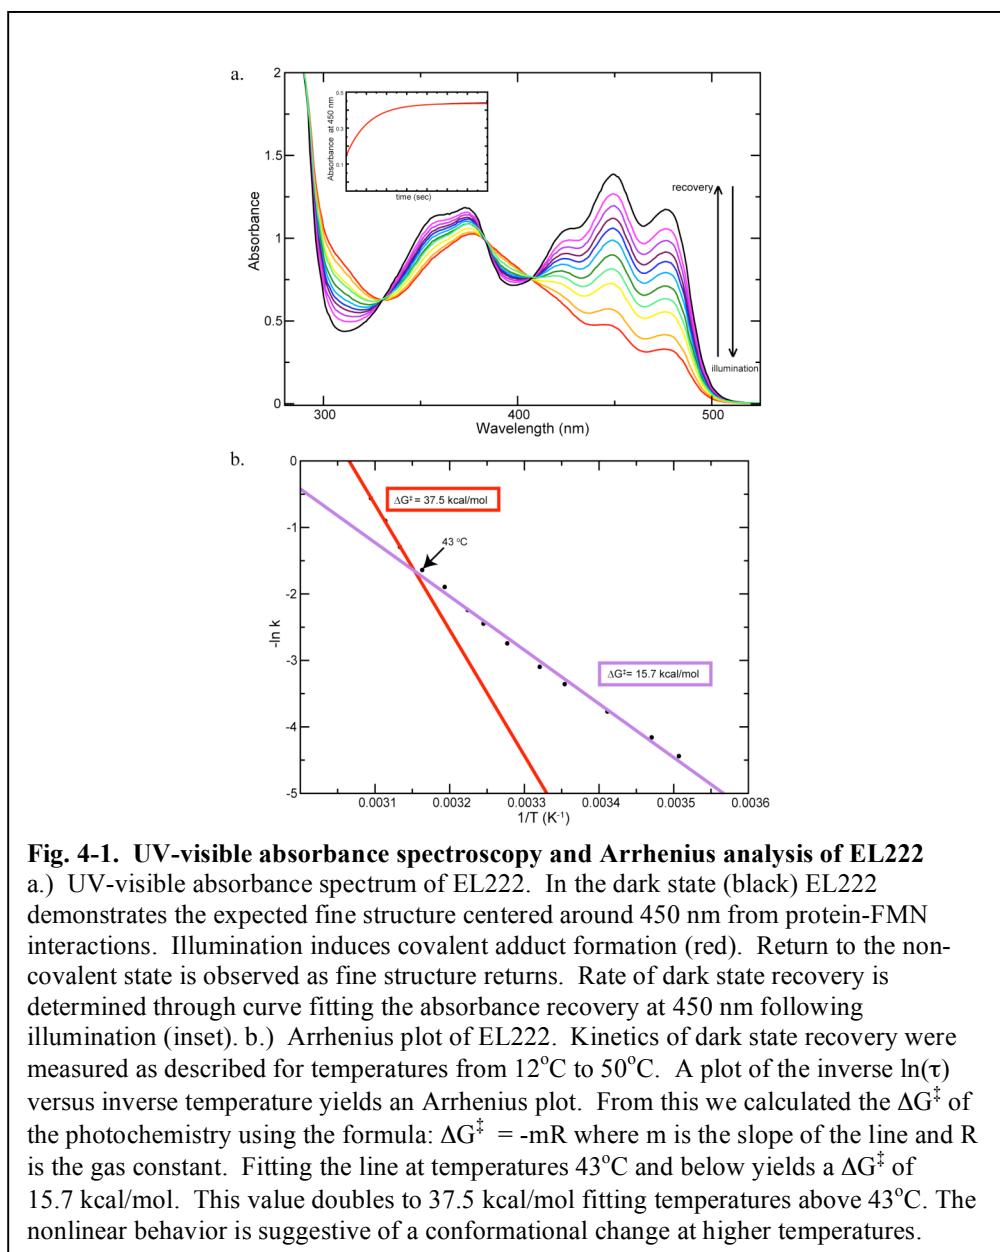 a.
2
1.5
1
0.5
0
Absorbance
300
400
500
Wavelength (nm)
0.5
0.3
0.1
Absorbance at 450 nm
time (sec)
recovery
illumination
b.
0
-1
-2
-3
-4
-5
-ln k
ΔG‡ = 37.5 kcal/mol
43 °C
ΔG‡= 15.7 kcal/mol
0.0031
0.0032
0.0033
0.0034
0.0035
0.0036
1/T (K-1)
Fig. 4-1. UV-visible absorbance spectroscopy and Arrhenius analysis of EL222
a.) UV-visible absorbance spectrum of EL222. In the dark state (black) EL222
demonstrates the expected fine structure centered around 450 nm from protein-FMN
interactions. Illumination induces covalent adduct formation (red). Return to the non-
covalent state is observed as fine structure returns. Rate of dark state recovery is
determined through curve fitting the absorbance recovery at 450 nm following
illumination (inset). b.) Arrhenius plot of EL222. Kinetics of dark state recovery were
measured as described for temperatures from 12°C to 50°C. A plot of the inverse ln(τ)
versus inverse temperature yields an Arrhenius plot. From this we calculated the ΔG‡ of
the photochemistry using the formula: ΔG‡ = -mR where m is the slope of the line and R
is the gas constant. Fitting the line at temperatures 43°C and below yields a ΔG‡ of
15.7 kcal/mol. This value doubles to 37.5 kcal/mol fitting temperatures above 43°C. The
nonlinear behavior is suggestive of a conformational change at higher temperatures.